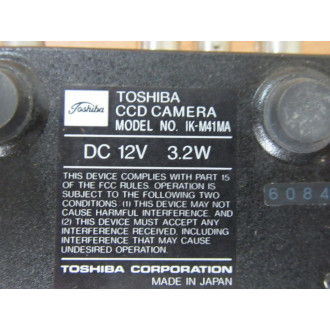 Toshiba
TOSHIBA
CCD CAMERA
MODEL NO. IK-M41MA
DC 12V 3.2W
THIS DEVICE COMPLIES WITH PART 15
OF THE FCC RULES. OPERATION IS
SUBJECT TO THE FOLLOWING TWO
CONDITIONS (1) THIS DEVICE MAY NOT
CAUSE HARMFUL INTERFERENCE, AND
(2) THIS DEVICE MUST ACCEPT ANY
INTERFERENCE RECEIVED, INCLUDING
INTERFERENCE THAT MAY CAUSE
UNDESIRED OPERATION.
TOSHIBA CORPORATION
MADE IN JAPAN
6084